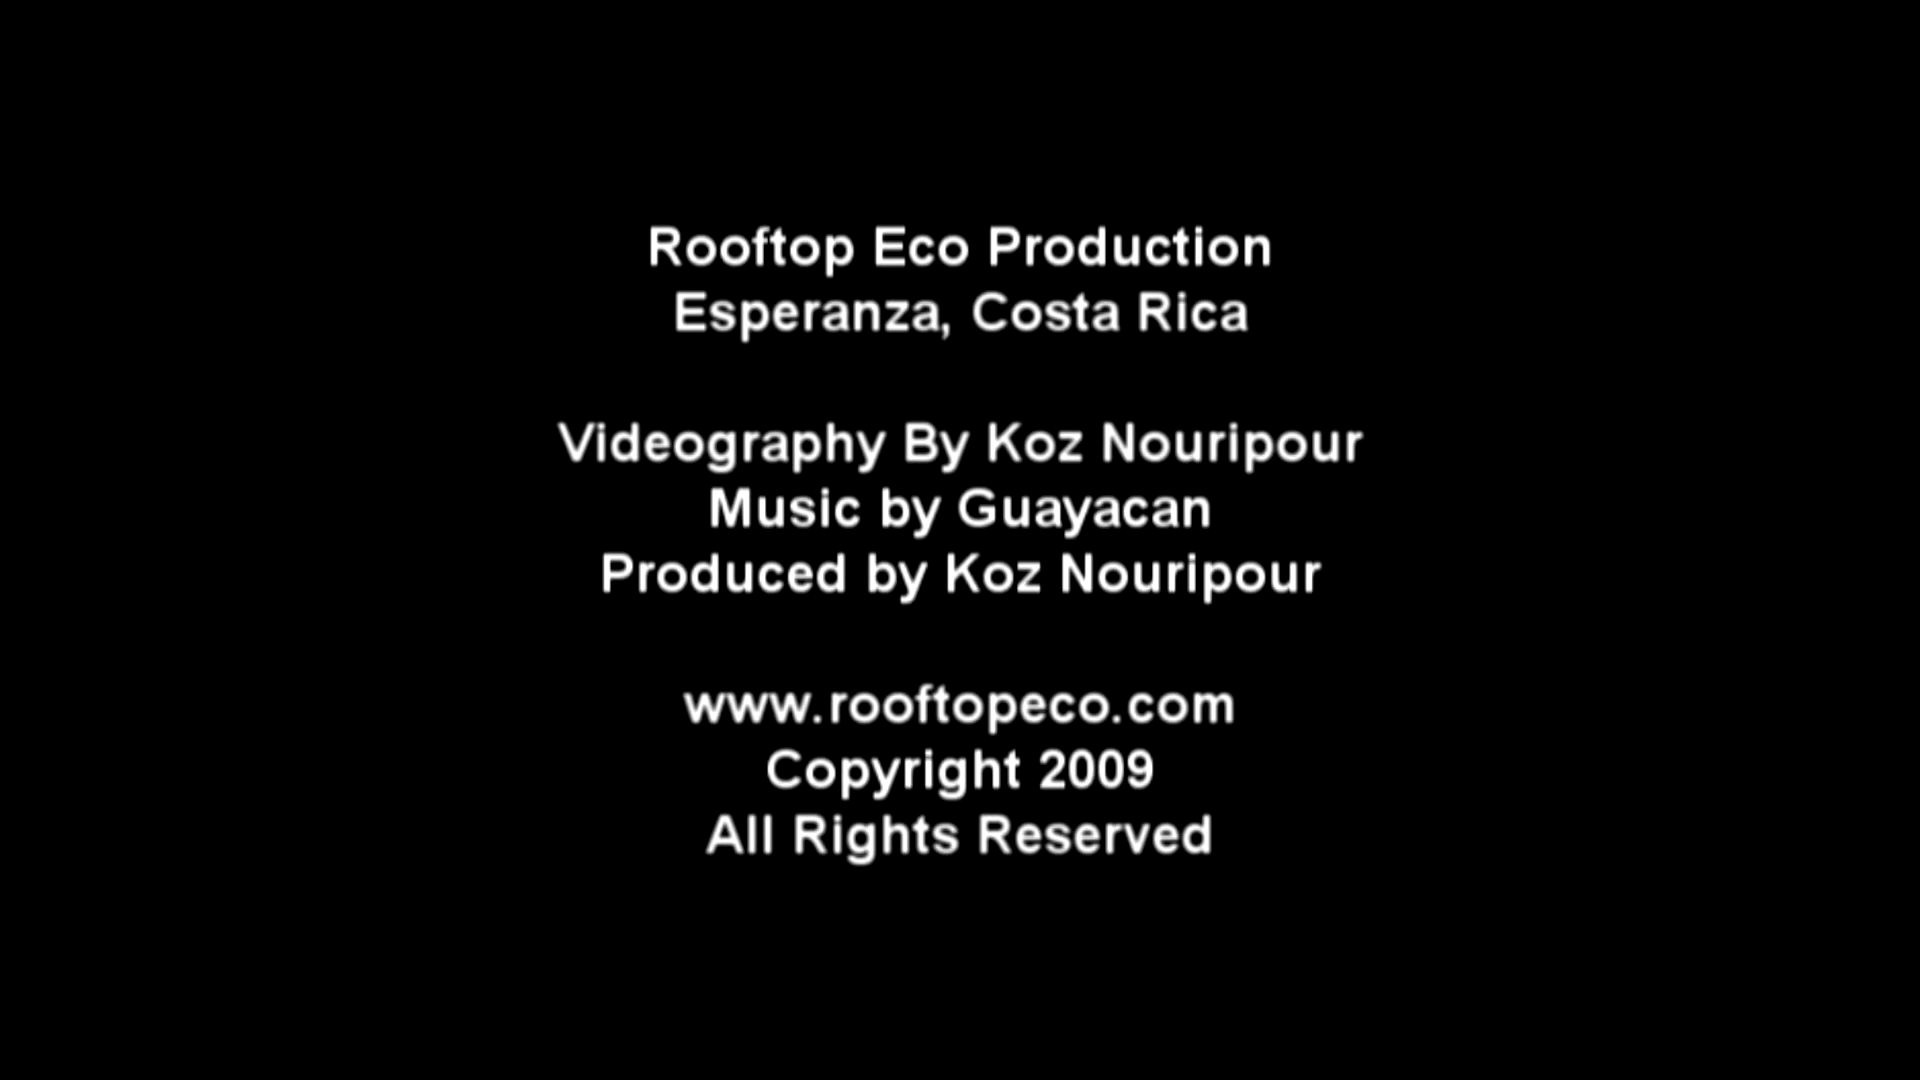 Rooftop Eco Production
Esperanza, Costa Rica
Videography By Koz Nouripour
Music by Guayacan
Produced by Koz Nouripour
www.rooftopeco.com
Copyright 2009
All Rights Reserved